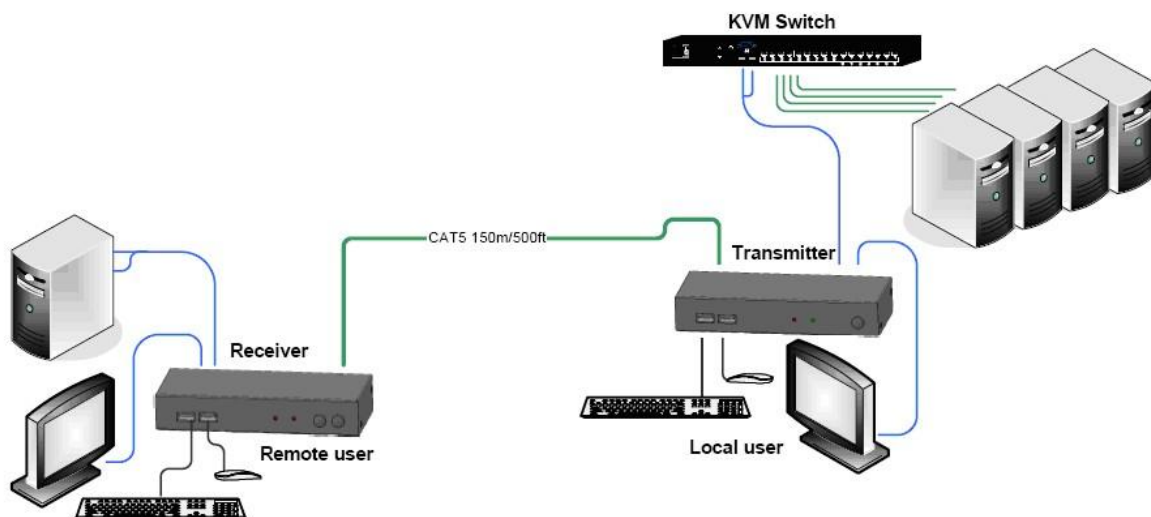 KVM Switch
CAT5 150m/500ft
Transmitter
Receiver
Local user
Remote user